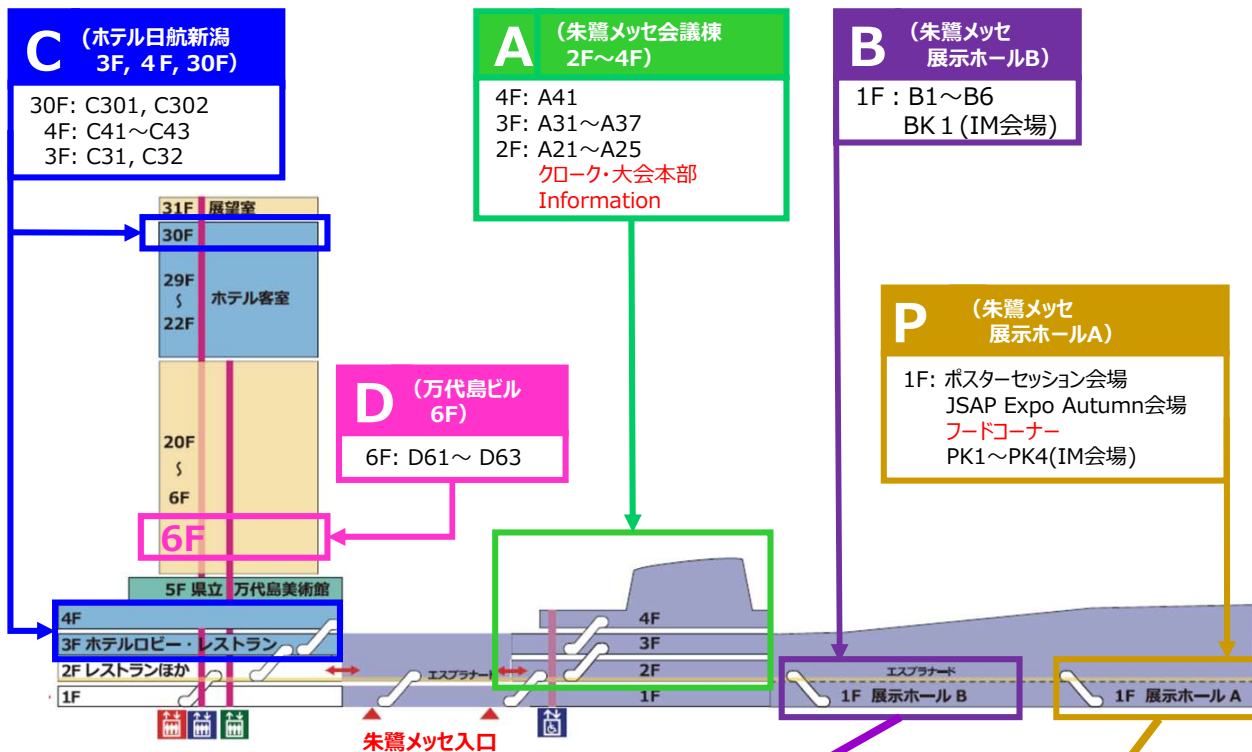 C
(ホテル日航新潟
3F, 4F, 30F)
30F: C301, C302
4F: C41～C43
3F: C31, C32
A
(朱鷺メッセ会議棟
2F～4F)
4F: A41
3F: A31～A37
2F: A21～A25
クローク・大会本部
Information
B
(朱鷺メッセ
展示ホールB)
1F : B1～B6
BK1(IM会場)
P
(朱鷺メッセ
展示ホールA)
1F: ポスターセッション会場
JSAP Expo Autumn会場
フードコーナー
PK1～PK4(IM会場)
D
(万代島ビル
6F)
6F: D61～ D63
31F 展望室
30F
29F
～
22F
ホテル客室
20F
～
6F
6F
5F 県立 万代島美術館
4F
3F ホテルロビー・レストラン
2F レストランほか
1F
エスプラナード
4F
3F
2F
1F
エスプラナード
1F 展示ホール B
1F 展示ホール A
朱鷺メッセ入口